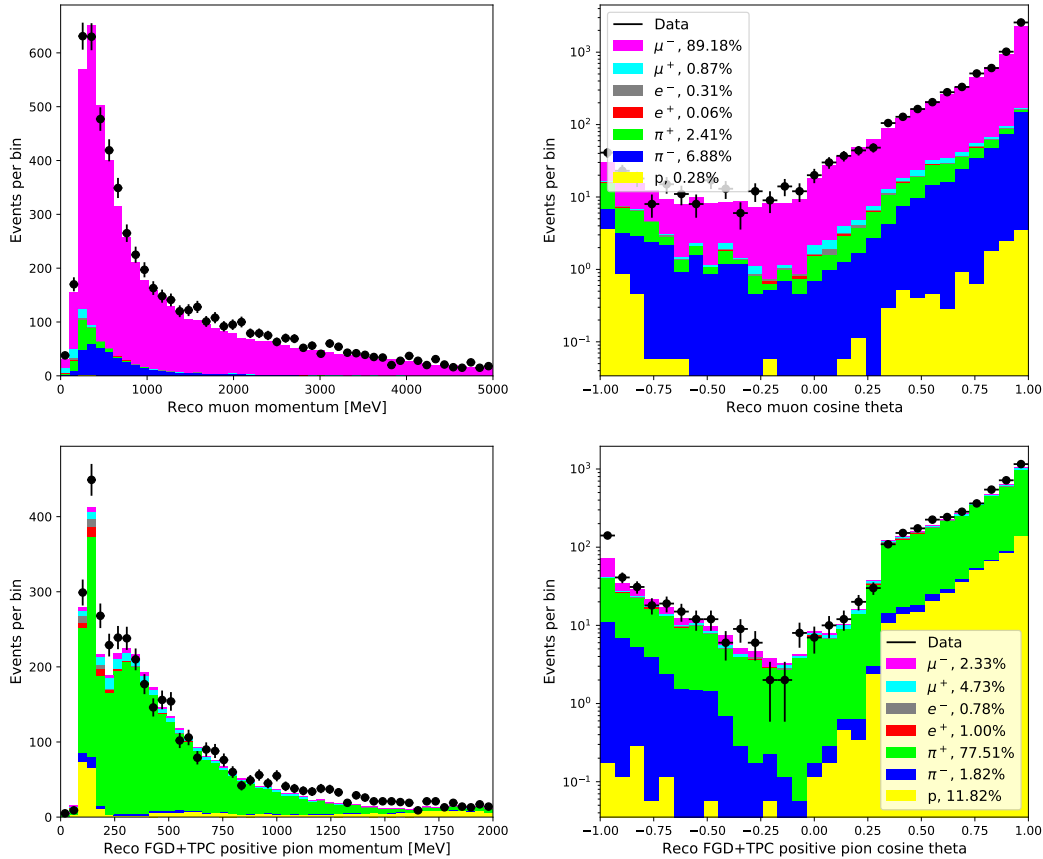 600
500
400
300
200
100
0
0 1000 2000 3000 4000 5000
Events per bin
Reco muon momentum [MeV]
Data
μ⁻, 89.18%
μ⁺, 0.87%
e⁻, 0.31%
e⁺, 0.06%
π⁺, 2.41%
π⁻, 6.88%
p, 0.28%
10³
10²
10¹
10⁰
10⁻¹
−1.00 −0.75 −0.50 −0.25 0.00 0.25 0.50 0.75 1.00
Events per bin
Reco muon cosine theta
400
300
200
100
0
0 250 500 750 1000 1250 1500 1750 2000
Events per bin
Reco FGD+TPC positive pion momentum [MeV]
10³
10²
10¹
10⁰
10⁻¹
Data
μ⁻, 2.33%
μ⁺, 4.73%
e⁻, 0.78%
e⁺, 1.00%
π⁺, 77.51%
π⁻, 1.82%
p, 11.82%
−1.00 −0.75 −0.50 −0.25 0.00 0.25 0.50 0.75 1.00
Events per bin
Reco FGD+TPC positive pion cosine theta